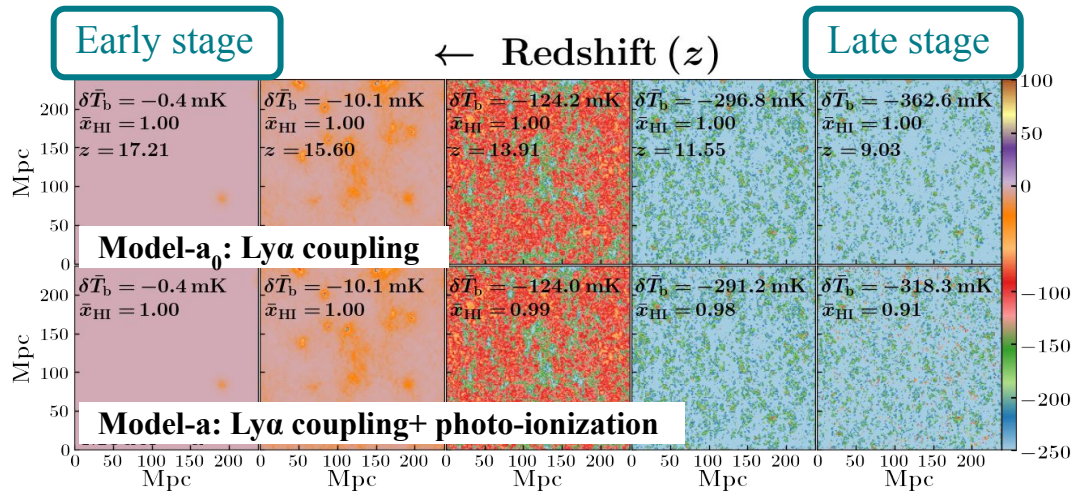 Early stage
← Redshift (z)
Late stage
δT̄b = −0.4 mK
x̄HI = 1.00
z = 17.21
δT̄b = −10.1 mK
x̄HI = 1.00
z = 15.60
δT̄b = −124.2 mK
x̄HI = 1.00
z = 13.91
δT̄b = −296.8 mK
x̄HI = 1.00
z = 11.55
δT̄b = −362.6 mK
x̄HI = 1.00
z = 9.03
Mpc
200
150
100
50
0
Model-a0: Lyα coupling
δT̄b = −0.4 mK
x̄HI = 1.00
δT̄b = −10.1 mK
x̄HI = 1.00
δT̄b = −124.0 mK
x̄HI = 0.99
δT̄b = −291.2 mK
x̄HI = 0.98
δT̄b = −318.3 mK
x̄HI = 0.91
Mpc
200
150
100
50
0
Model-a: Lyα coupling+ photo-ionization
0 50 100 150 200
0 50 100 150 200
0 50 100 150 200
0 50 100 150 200
0 50 100 150 200
Mpc
Mpc
Mpc
Mpc
Mpc
100
50
0
−50
−100
−150
−200
−250